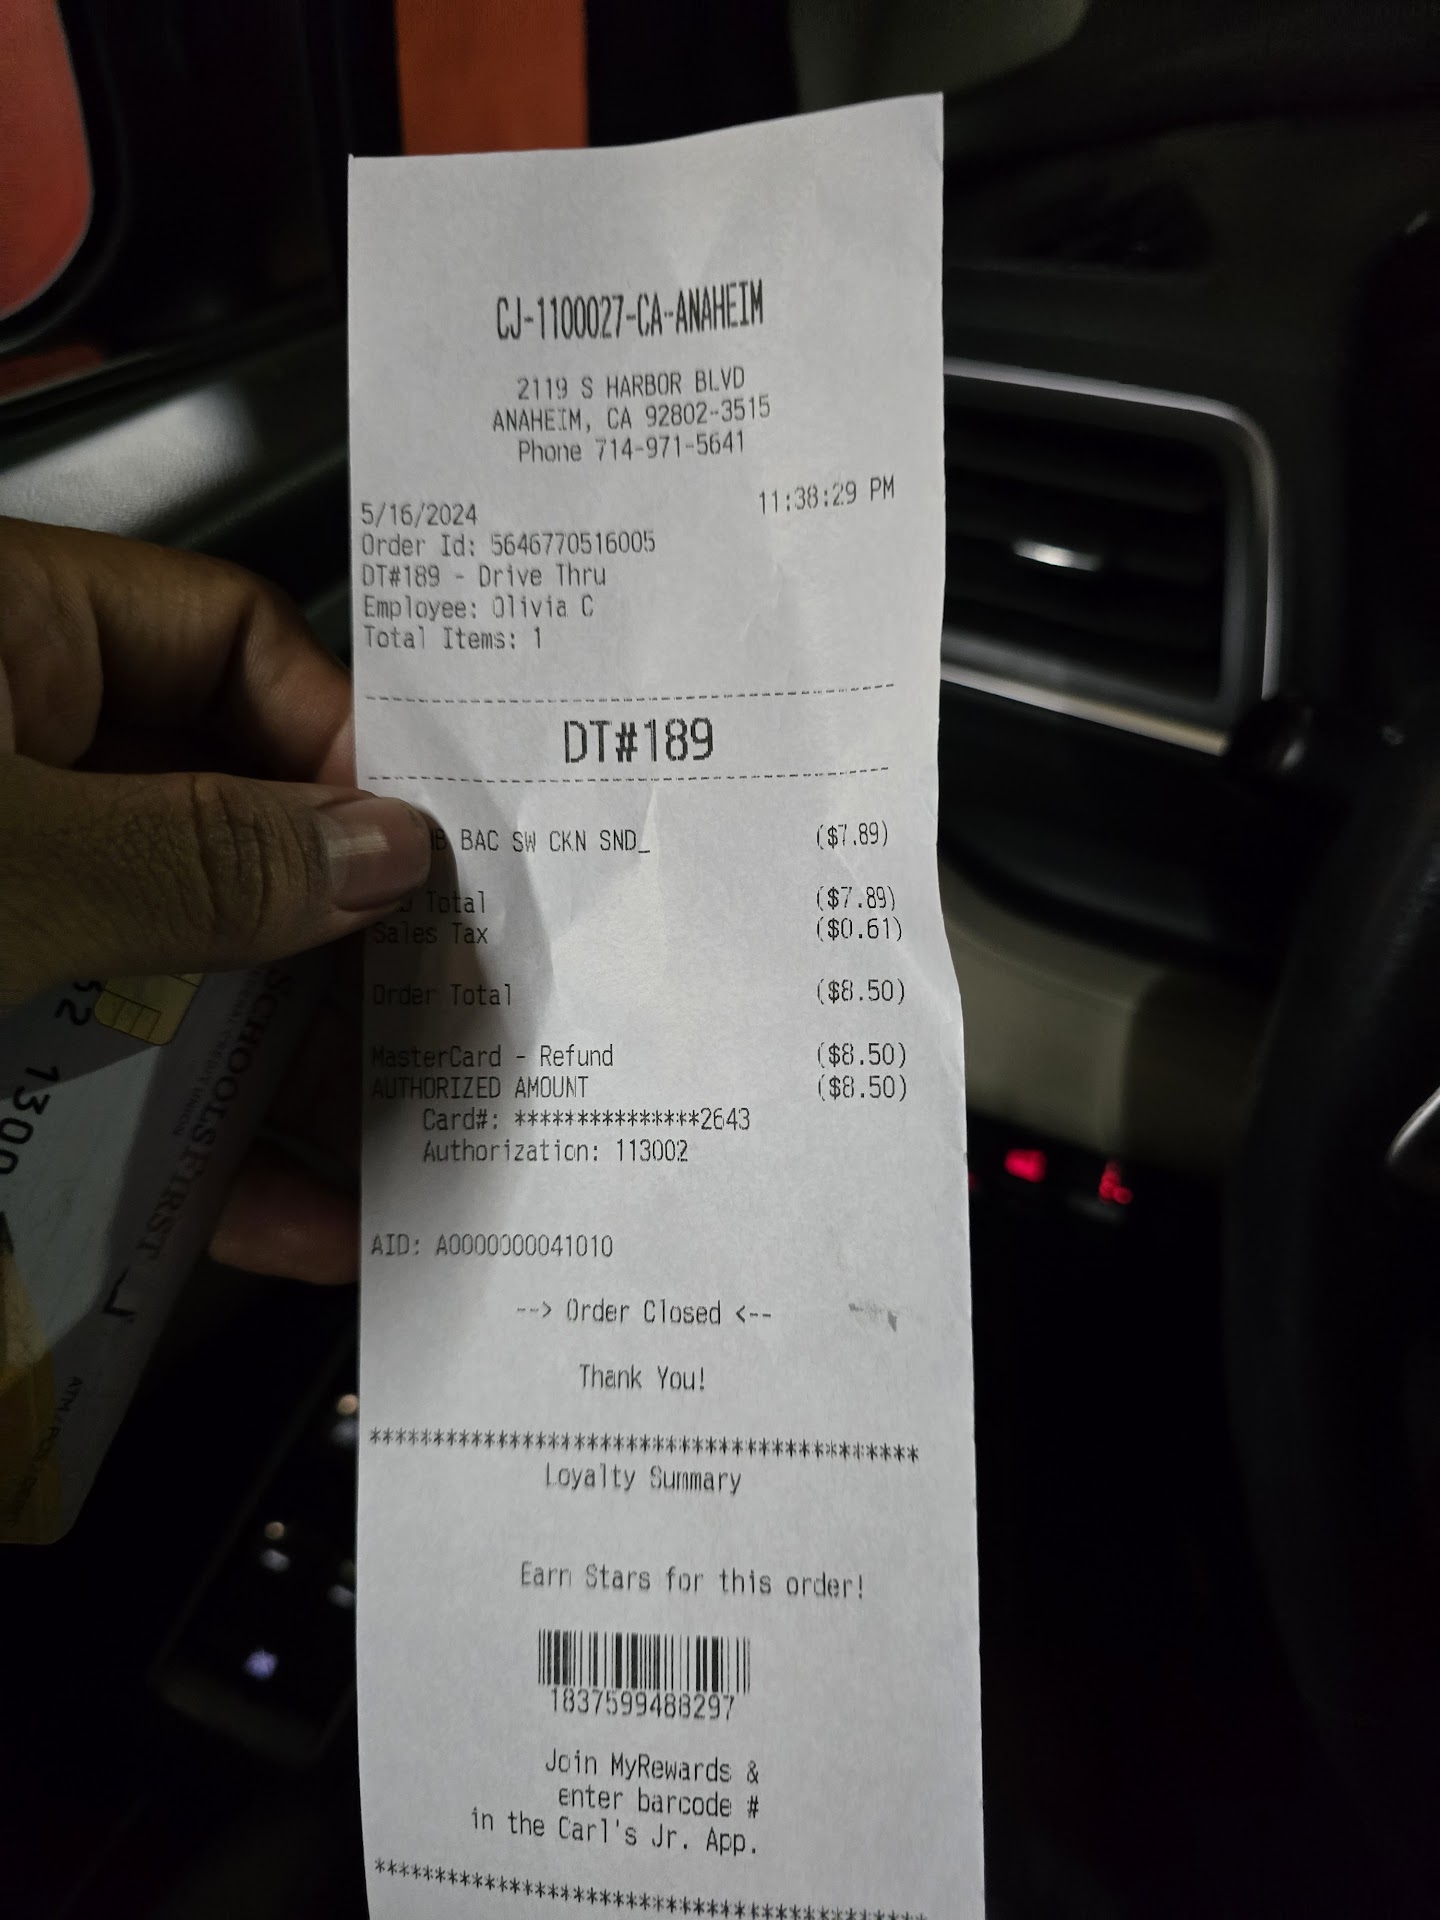 CJ-1100027-CA-ANAHEIM
2119 S HARBOR BLVD
ANAHEIM, CA 92802-3515
Phone 714-971-5641
5/16/2024 11:38:29 PM
Order Id: 5646770516005
DT#189 - Drive Thru
Employee: Olivia C
Total Items: 1
DT#189
BAC SW CKN SND_ ($7.89)
Total ($7.89)
Sales Tax ($0.61)
Order Total ($8.50)
MasterCard - Refund ($8.50)
AUTHORIZED AMOUNT ($8.50)
Card#: ***************2643
Authorization: 113002
AID: A0000000041010
--> Order Closed <--
Thank You!
*******************************************
Loyalty Summary
Earn Stars for this order!
1837599488297
Join MyRewards &
enter barcode #
in the Carl's Jr. App.
*******************************************
SCHOOLSFIRST
1300